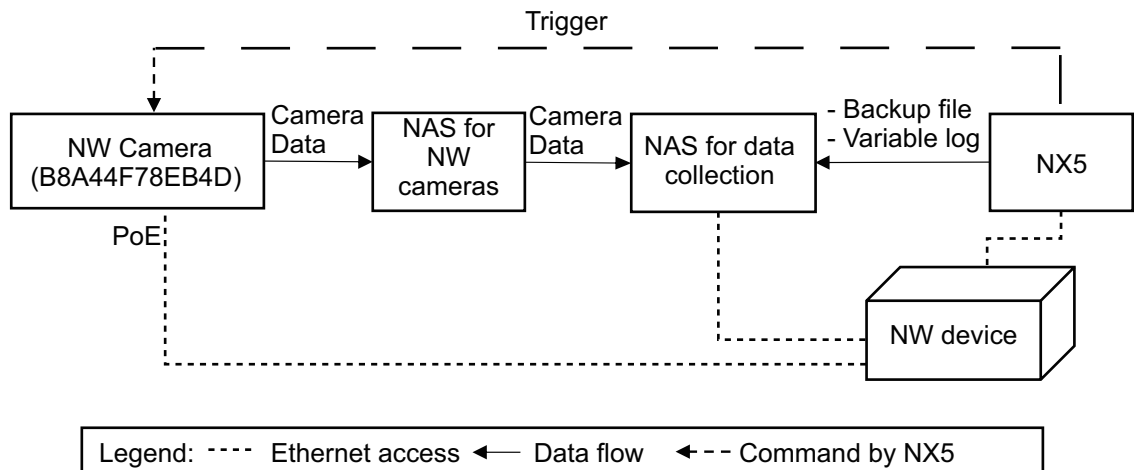 Trigger
NW Camera
(B8A44F78EB4D)
Camera
Data
NAS for
NW
cameras
Camera
Data
NAS for data
collection
- Backup file
- Variable log
NX5
PoE
NW device
Legend: Ethernet access Data flow Command by NX5